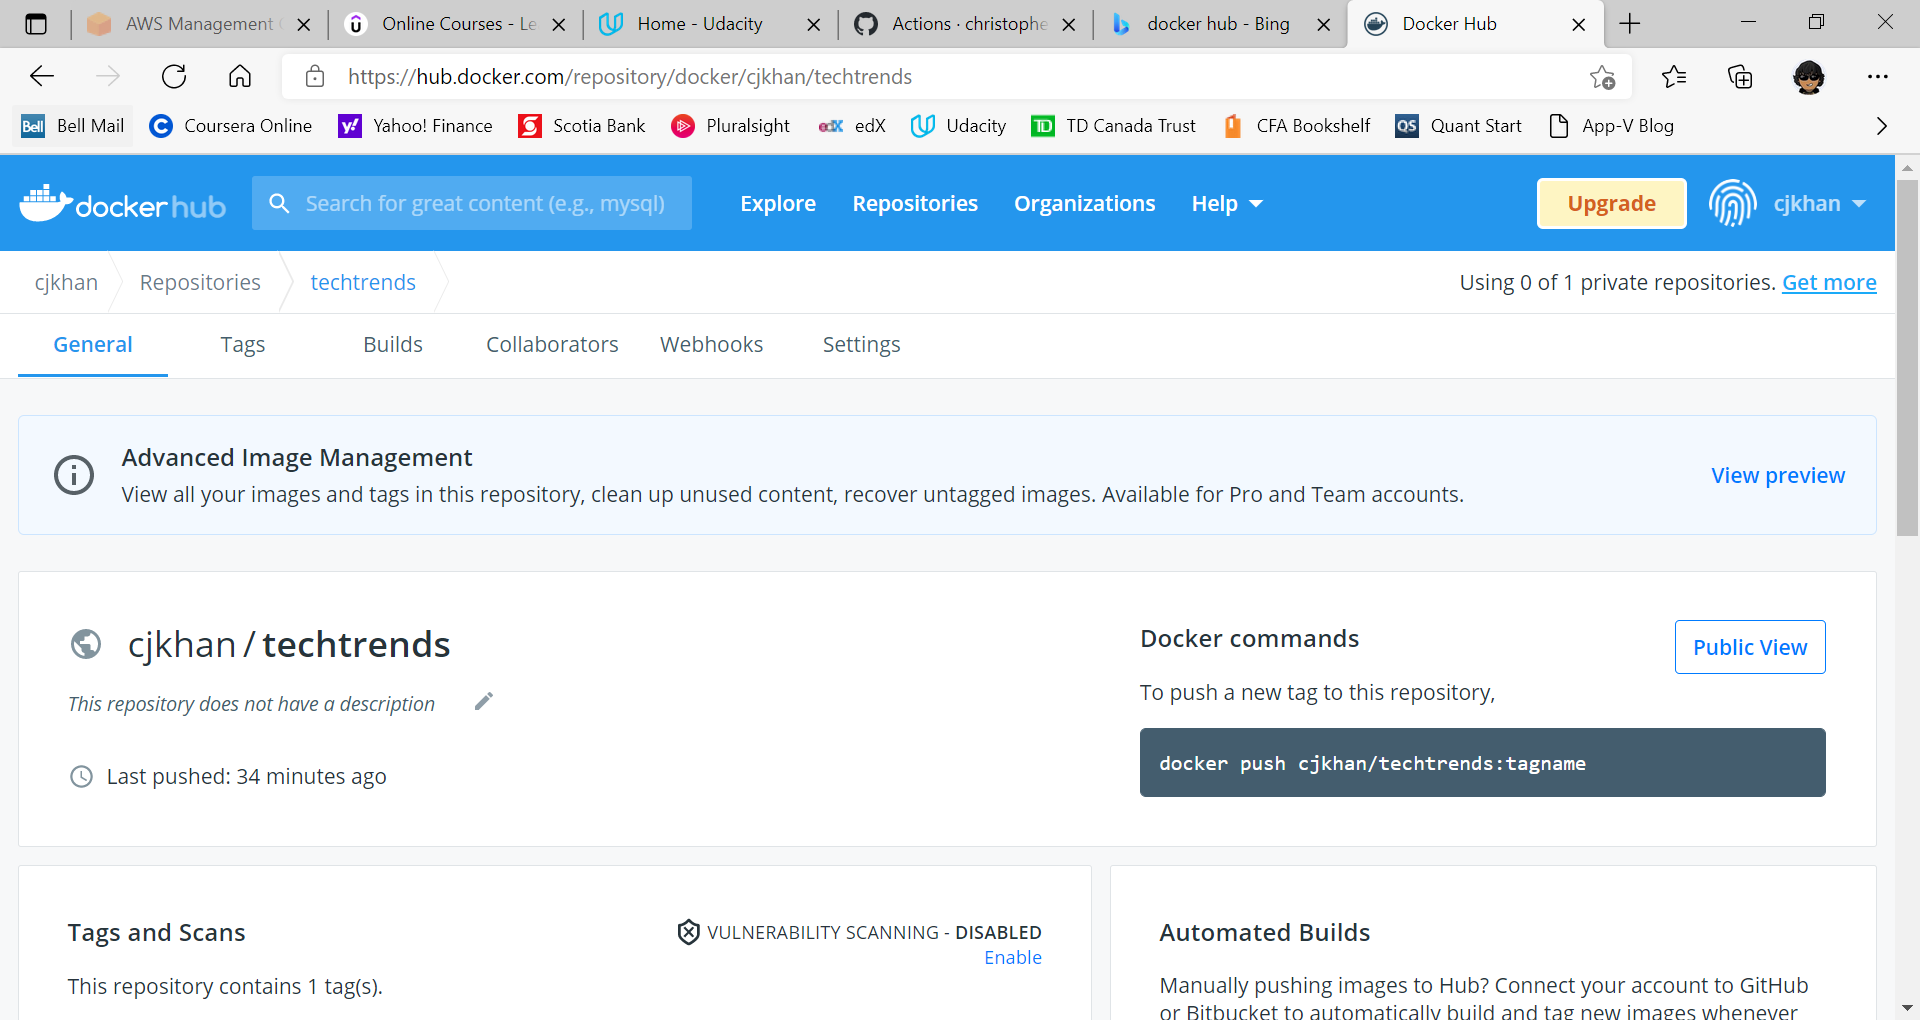 AWS Management
Online Courses - Le
Home - Udacity
Actions · christophe
docker hub - Bing
Docker Hub
https://hub.docker.com/repository/docker/cjkhan/techtrends
Bell Bell Mail
Coursera Online
Yahoo! Finance
Scotia Bank
Pluralsight
edX edX
Udacity
TD TD Canada Trust
CFA Bookshelf
QS Quant Start
App-V Blog
docker hub
Search for great content (e.g., mysql)
Explore
Repositories
Organizations
Help
Upgrade
cjkhan
cjkhan
Repositories
techtrends
Using 0 of 1 private repositories. Get more
General
Tags
Builds
Collaborators
Webhooks
Settings
Advanced Image Management
View all your images and tags in this repository, clean up unused content, recover untagged images. Available for Pro and Team accounts.
View preview
cjkhan / techtrends
This repository does not have a description
Last pushed: 34 minutes ago
Docker commands
Public View
To push a new tag to this repository,
docker push cjkhan/techtrends:tagname
Tags and Scans
VULNERABILITY SCANNING - DISABLED
Enable
This repository contains 1 tag(s).
Automated Builds
Manually pushing images to Hub? Connect your account to GitHub
or Bitbucket to automatically build and tag new images whenever